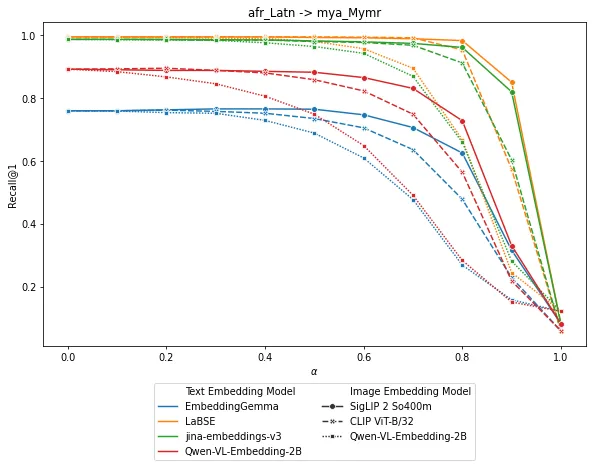 afr_Latn -> mya_Mymr
Recall@1
1.0
0.8
0.6
0.4
0.2
0.0 0.2 0.4 0.6 0.8 1.0
α
Text Embedding Model Image Embedding Model
EmbeddingGemma SigLIP 2 So400m
LaBSE CLIP ViT-B/32
jina-embeddings-v3 Qwen-VL-Embedding-2B
Qwen-VL-Embedding-2B